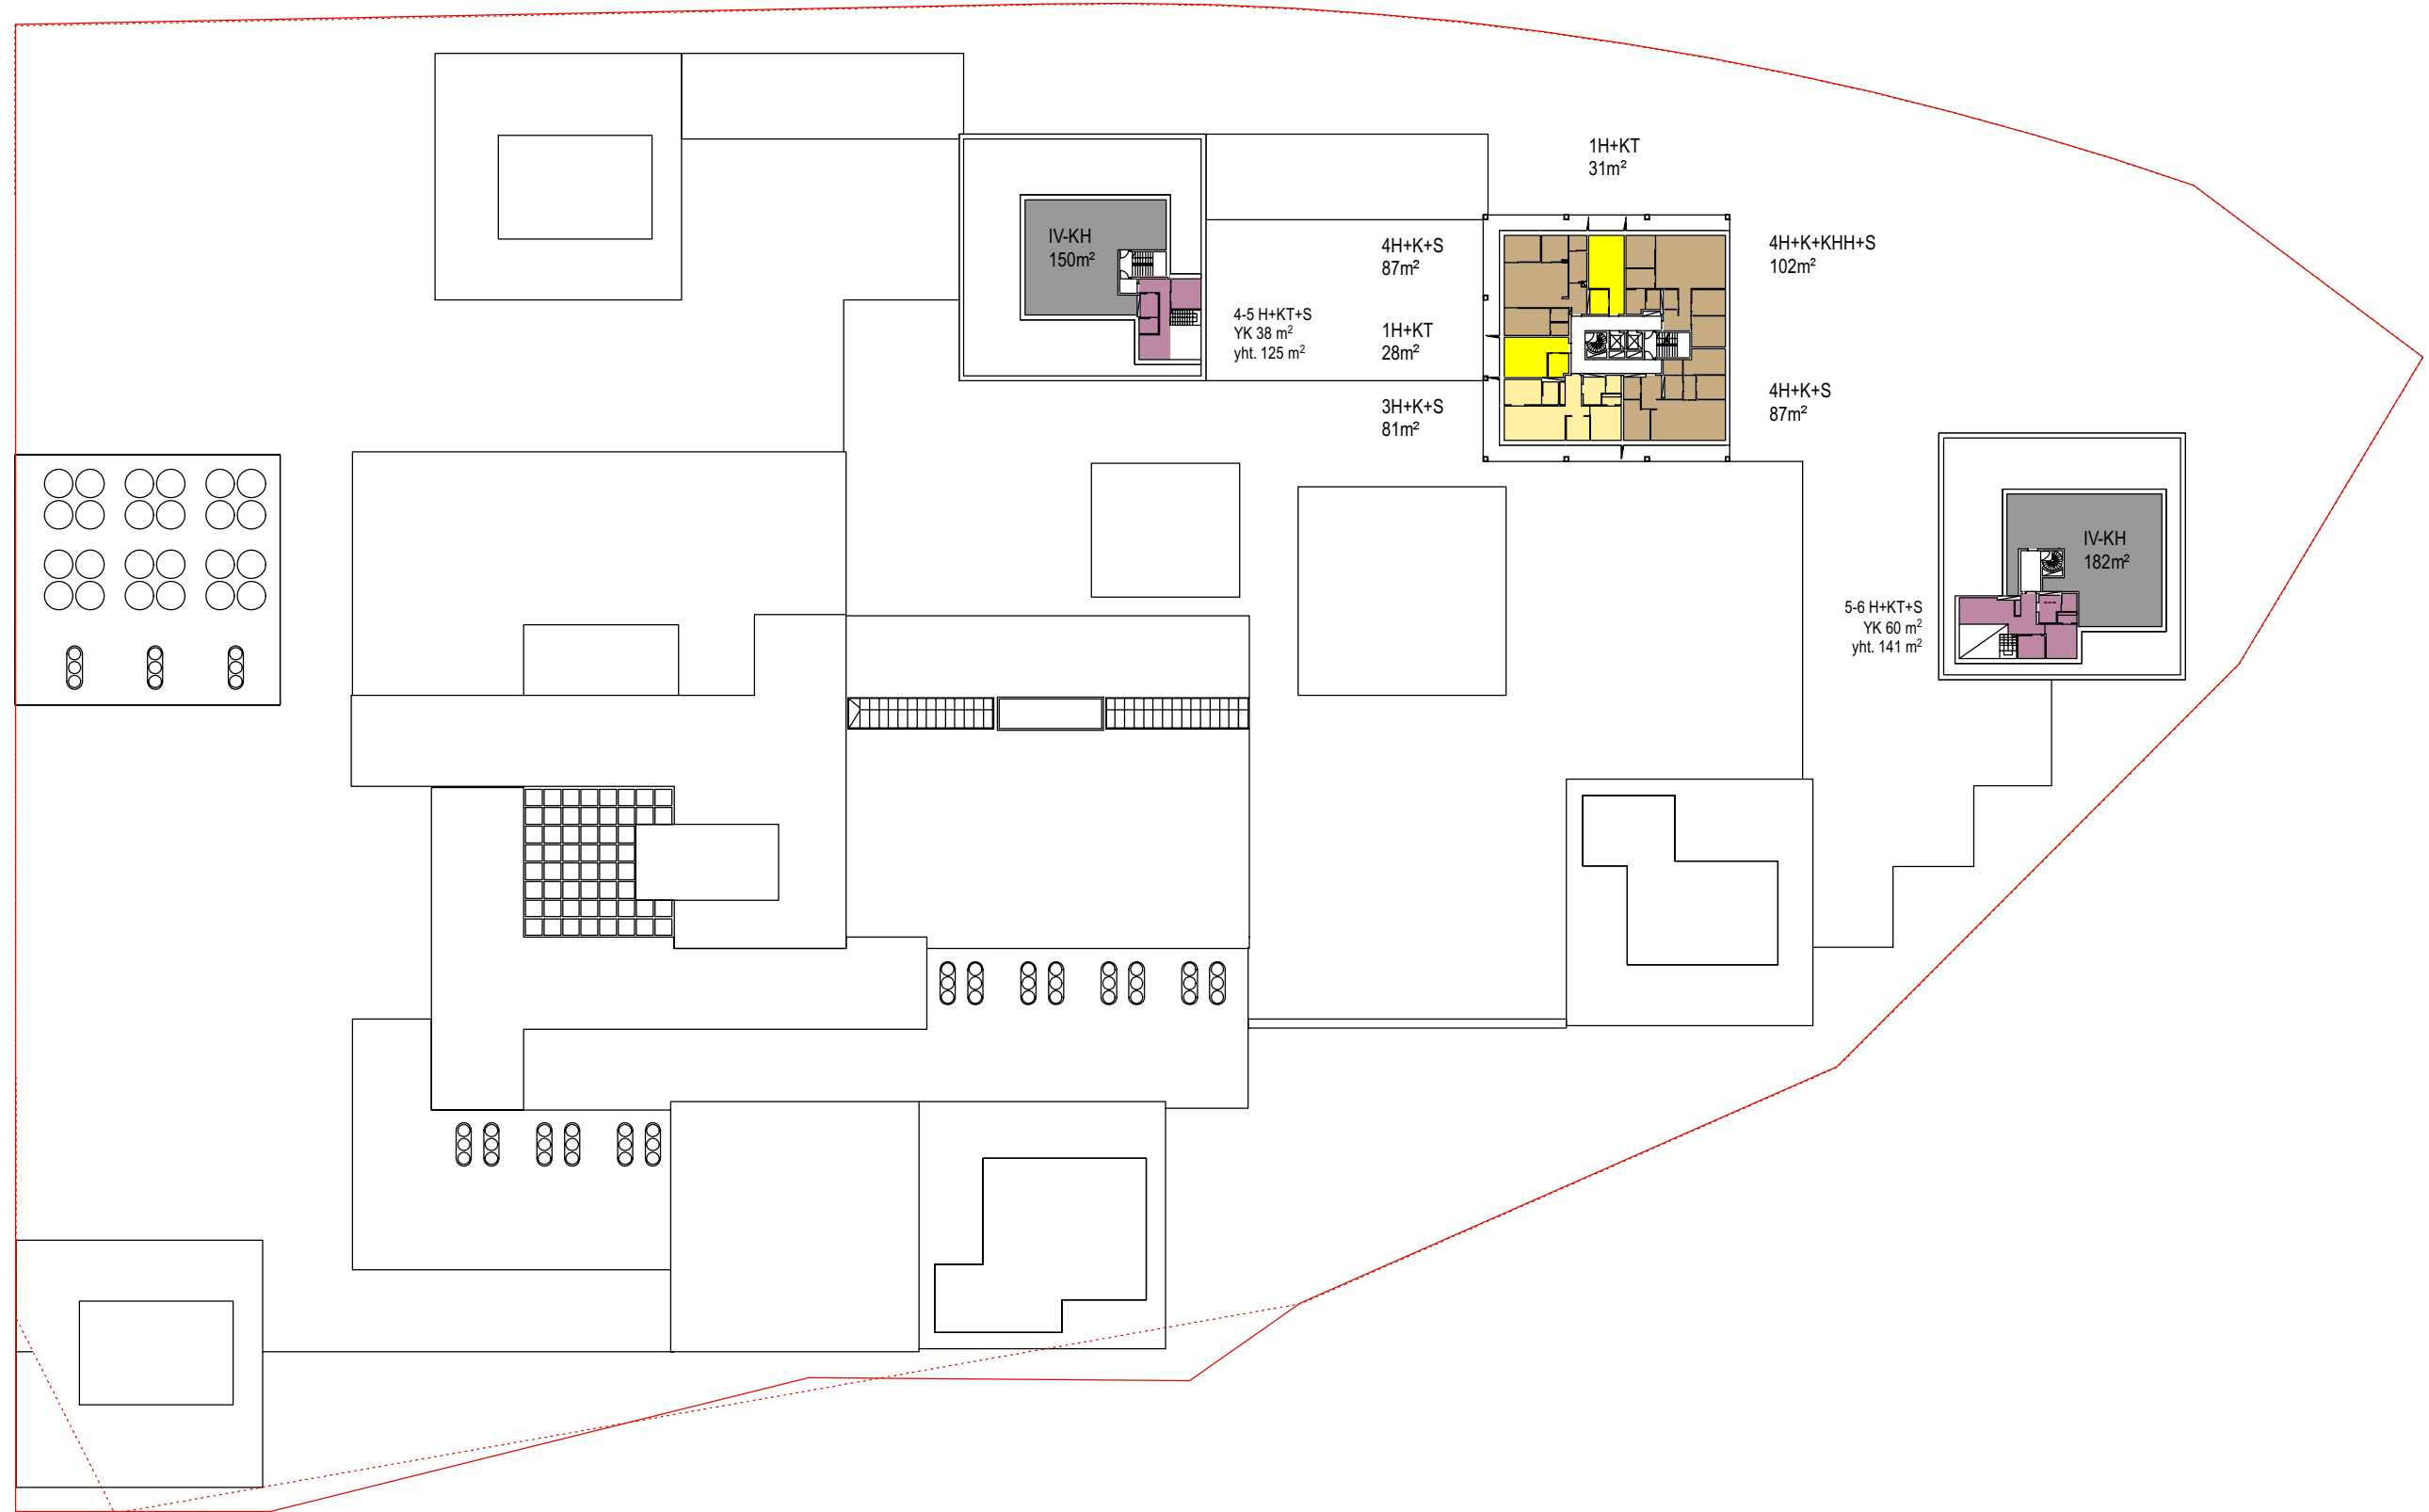 1H+KT
31m²
IV-KH
150m²
4H+K+S
87m²
4H+K+KHH+S
102m²
4-5 H+KT+S
YK 38 m²
yht. 125 m²
1H+KT
28m²
3H+K+S
81m²
4H+K+S
87m²
IV-KH
182m²
5-6 H+KT+S
YK 60 m²
yht. 141 m²